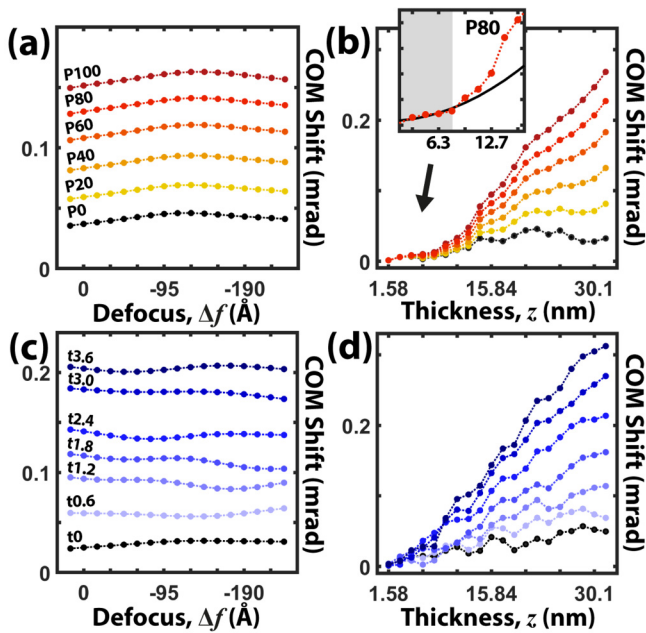 (a)
P100
P80
P60
P40
P20
P0
0.1
0
0 -95 -190
Defocus, Δf (Å)
COM Shift (mrad)
(b)
P80
6.3 12.7
0.2
0
1.58 15.84 30.1
Thickness, z (nm)
COM Shift (mrad)
(c)
t3.6
t3.0
t2.4
t1.8
t1.2
t0.6
t0
0.2
0.1
0
0 -95 -190
Defocus, Δf (Å)
COM Shift (mrad)
(d)
0.2
0
1.58 15.84 30.1
Thickness, z (nm)
COM Shift (mrad)